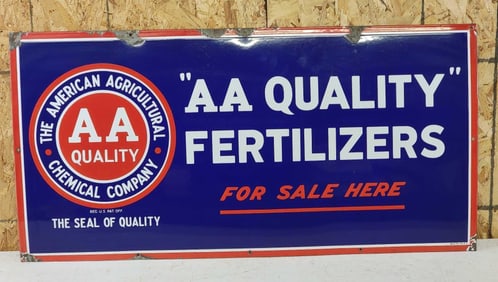 THE AMERICAN AGRICULTURAL
CHEMICAL COMPANY
AA
QUALITY
REG. U.S. PAT. OFF.
THE SEAL OF QUALITY
"AA QUALITY"
FERTILIZERS
FOR SALE HERE